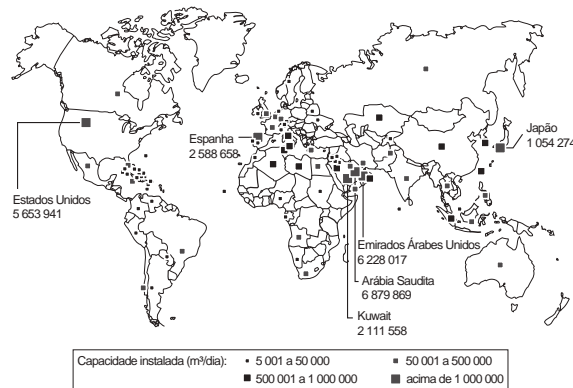 Japão
1 054 274
Espanha
2 588 658
Estados Unidos
5 653 941
Emirados Árabes Unidos
6 228 017
Arábia Saudita
6 879 869
Kuwait
2 111 558
Capacidade instalada (m³/dia): 5 001 a 50 000 50 001 a 500 000
500 001 a 1 000 000 acima de 1 000 000